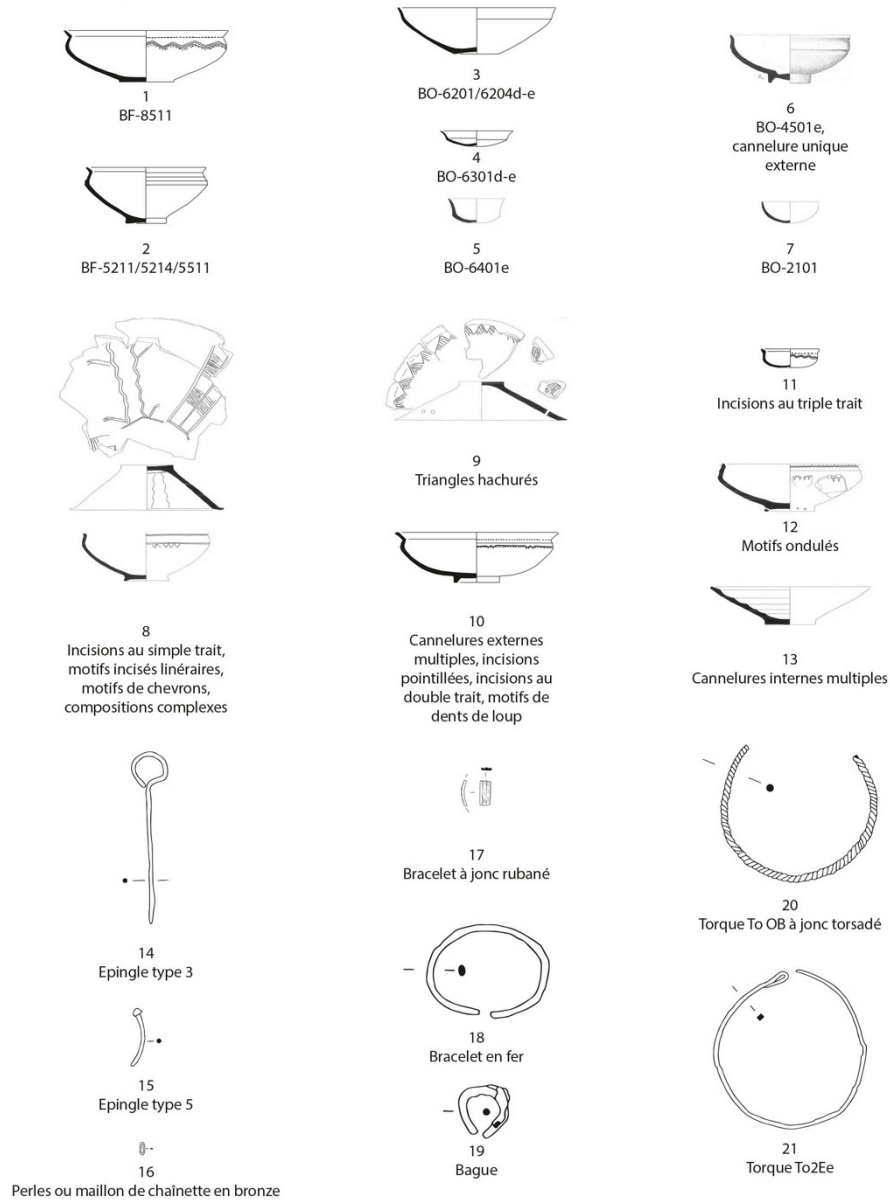 1
BF-8511
3
BO-6201/6204d-e
4
BO-6301d-e
6
BO-4501e,
cannelure unique
externe
2
BF-5211/5214/5511
5
BO-6401e
7
BO-2101
8
Incisions au simple trait,
motifs incisés linéraires,
motifs de chevrons,
compositions complexes
9
Triangles hachurés
10
Cannelures externes
multiples, incisions
pointillées, incisions au
double trait, motifs de
dents de loup
11
Incisions au triple trait
12
Motifs ondulés
13
Cannelures internes multiples
14
Epingle type 3
15
Epingle type 5
16
Perles ou maillon de chaînette en bronze
17
Bracelet à jonc rubané
18
Bracelet en fer
19
Bague
20
Torque To OB à jonc torsadé
21
Torque To2Ee